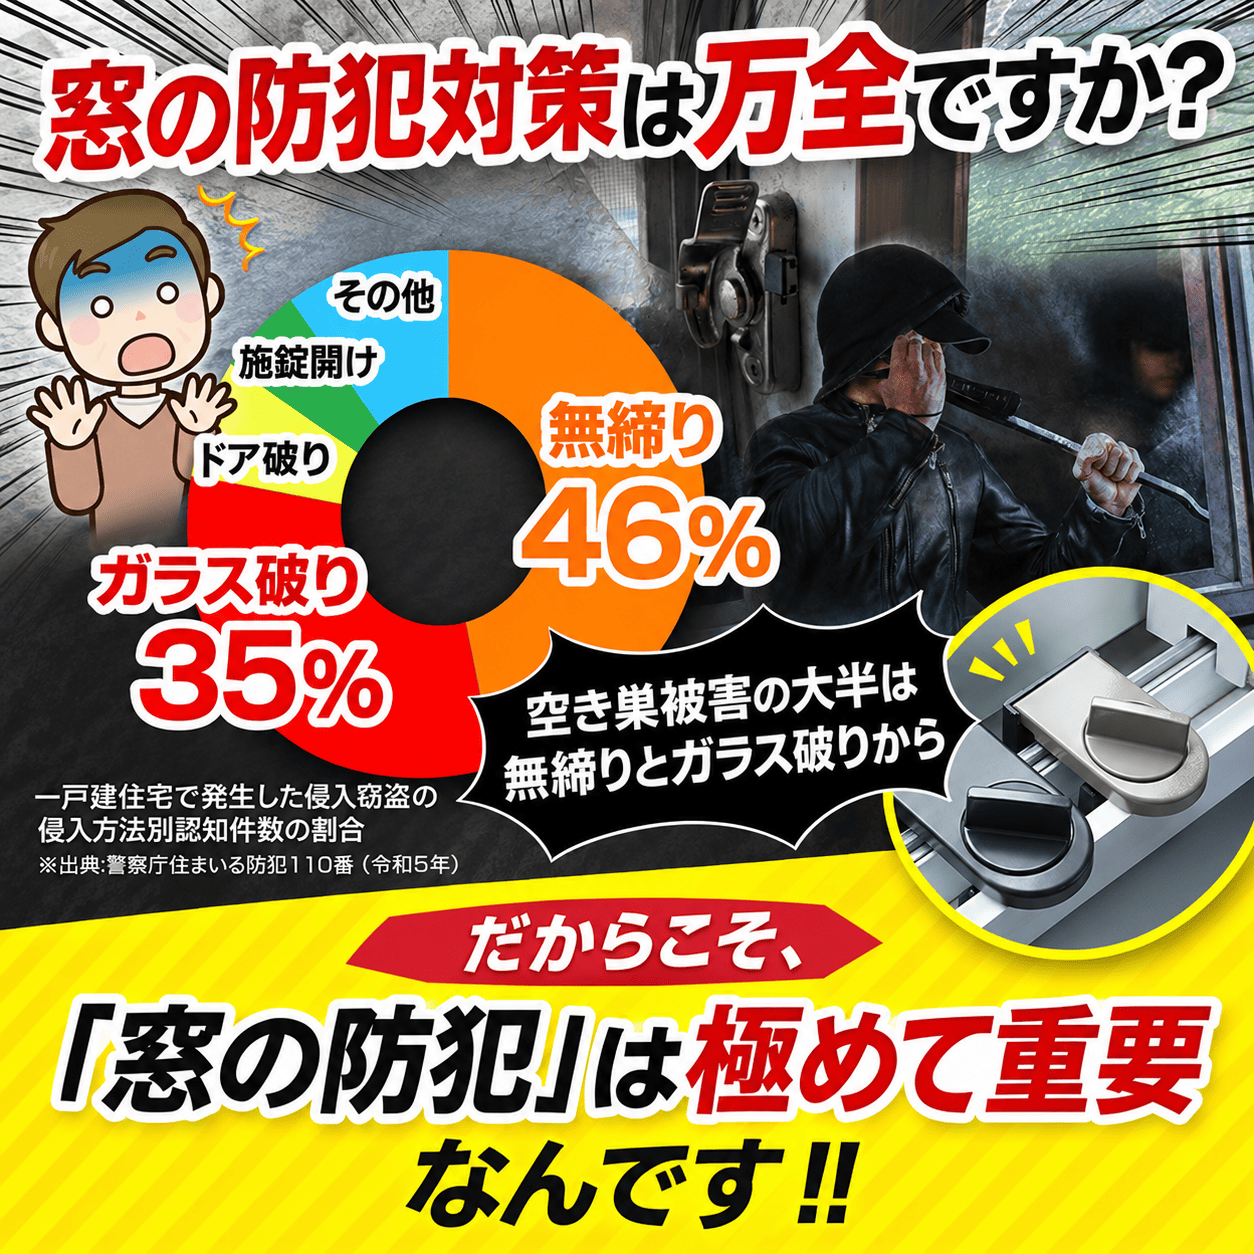 窓の防犯対策は万全ですか?
その他
施錠開け
ドア破り
無締り
46%
ガラス破り
35%
空き巣被害の大半は
無締りとガラス破りから
一戸建住宅で発生した侵入窃盗の
侵入方法別認知件数の割合
※出典:警察庁住まいる防犯110番（令和5年）
だからこそ、
「窓の防犯」は極めて重要
なんです!!